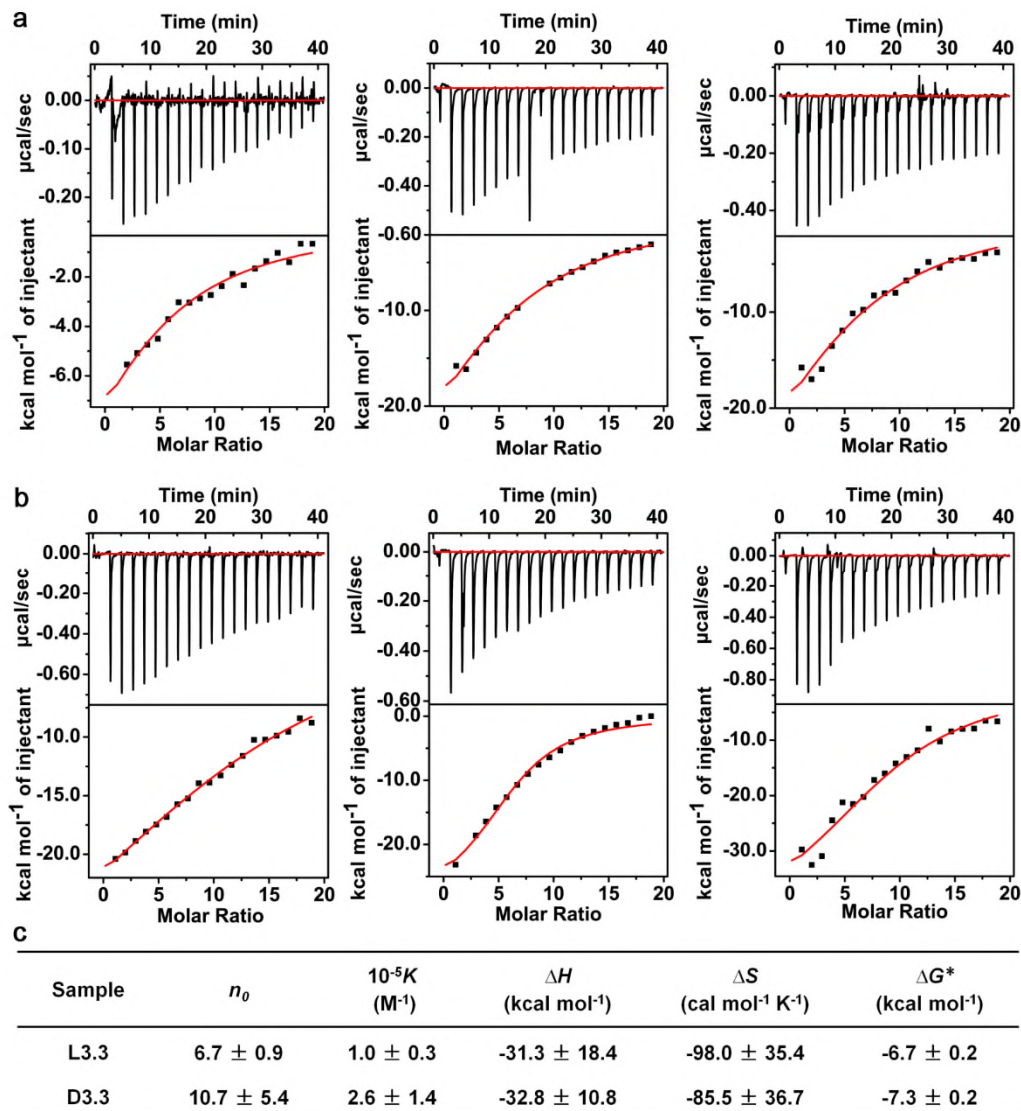 a
Time (min) Time (min) Time (min)
0 10 20 30 40 0 10 20 30 40 0 10 20 30 40
µcal/sec µcal/sec µcal/sec
0.00 0.00 0.00
-0.10 -0.20 -0.20
-0.20 -0.40 -0.40
-0.60
kcal mol⁻¹ of injectant kcal mol⁻¹ of injectant kcal mol⁻¹ of injectant
-2.0 -10.0 -10.0
-4.0 -20.0 -20.0
-6.0
0 5 10 15 20 0 5 10 15 20 0 5 10 15 20
Molar Ratio Molar Ratio Molar Ratio
b
Time (min) Time (min) Time (min)
0 10 20 30 40 0 10 20 30 40 0 10 20 30 40
µcal/sec µcal/sec µcal/sec
0.00 0.00 0.00
-0.20 -0.20 -0.20
-0.40 -0.40 -0.40
-0.60 -0.60 -0.60
-0.80
kcal mol⁻¹ of injectant kcal mol⁻¹ of injectant kcal mol⁻¹ of injectant
-10.0 0.0 -10.0
-15.0 -10.0 -20.0
-20.0 -20.0 -30.0
0 5 10 15 20 0 5 10 15 20 0 5 10 15 20
Molar Ratio Molar Ratio Molar Ratio
c
Sample n₀ 10⁻⁵K (M⁻¹) ΔH (kcal mol⁻¹) ΔS (cal mol⁻¹ K⁻¹) ΔG* (kcal mol⁻¹)
L3.3 6.7 ± 0.9 1.0 ± 0.3 -31.3 ± 18.4 -98.0 ± 35.4 -6.7 ± 0.2
D3.3 10.7 ± 5.4 2.6 ± 1.4 -32.8 ± 10.8 -85.5 ± 36.7 -7.3 ± 0.2